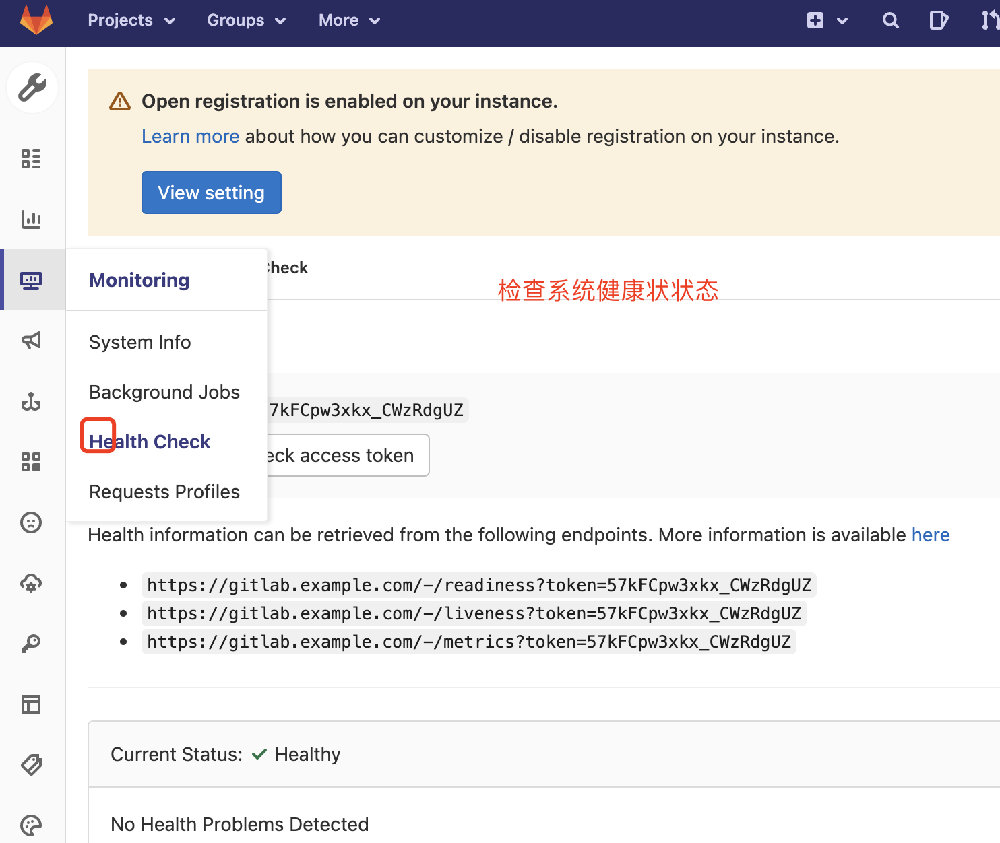 Projects Groups More
Open registration is enabled on your instance.
Learn more about how you can customize / disable registration on your instance.
View setting
Monitoring
Check
检查系统健康状状态
System Info
Background Jobs
57kFCpw3xkx_CWzRdgUZ
Health Check
eck access token
Requests Profiles
Health information can be retrieved from the following endpoints. More information is available here
https://gitlab.example.com/-/readiness?token=57kFCpw3xkx_CWzRdgUZ
https://gitlab.example.com/-/liveness?token=57kFCpw3xkx_CWzRdgUZ
https://gitlab.example.com/-/metrics?token=57kFCpw3xkx_CWzRdgUZ
Current Status: Healthy
No Health Problems Detected